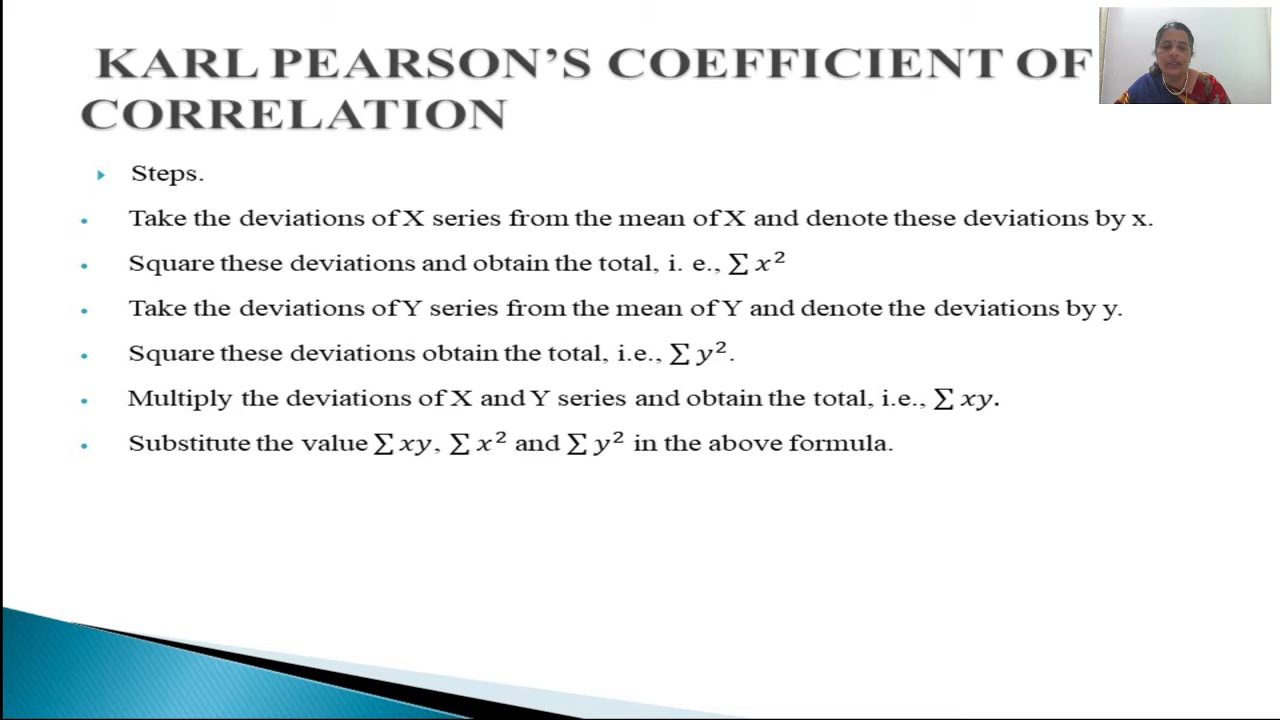 KARL PEARSON’S COEFFICIENT OF
CORRELATION
Steps.
Take the deviations of X series from the mean of X and denote these deviations by x.
Square these deviations and obtain the total, i. e., ∑ x²
Take the deviations of Y series from the mean of Y and denote the deviations by y.
Square these deviations obtain the total, i.e., ∑ y².
Multiply the deviations of X and Y series and obtain the total, i.e., ∑ xy.
Substitute the value ∑ xy, ∑ x² and ∑ y² in the above formula.